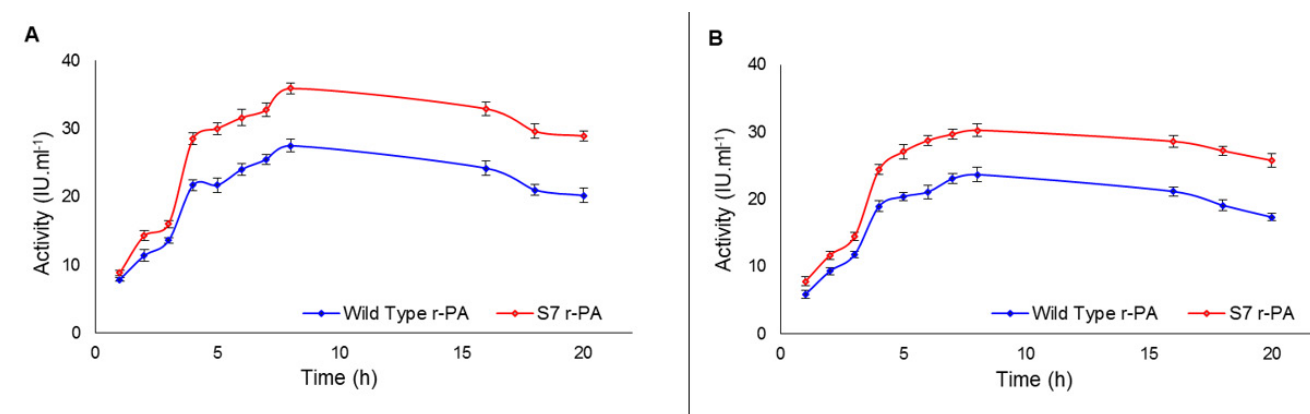 A
Activity (IU.ml-1)
40
30
20
10
0
Wild Type r-PA
S7 r-PA
0 5 10 15 20
Time (h)
B
Activity (IU.ml-1)
40
30
20
10
0
Wild Type r-PA
S7 r-PA
0 5 10 15 20
Time (h)